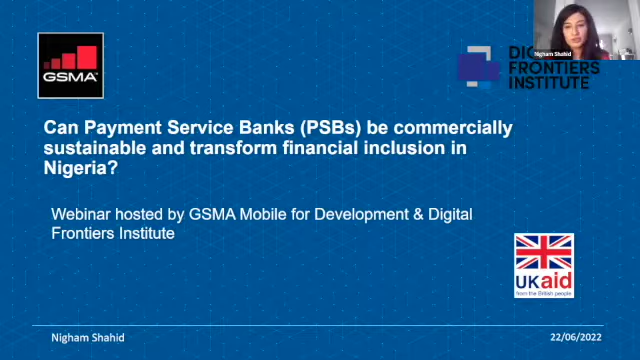 GSMA
DIG
FRONTIERS
INSTITUTE
Nigham Shahid
Can Payment Service Banks (PSBs) be commercially
sustainable and transform financial inclusion in
Nigeria?
Webinar hosted by GSMA Mobile for Development & Digital
Frontiers Institute
UKaid
from the British people
Nigham Shahid
22/06/2022